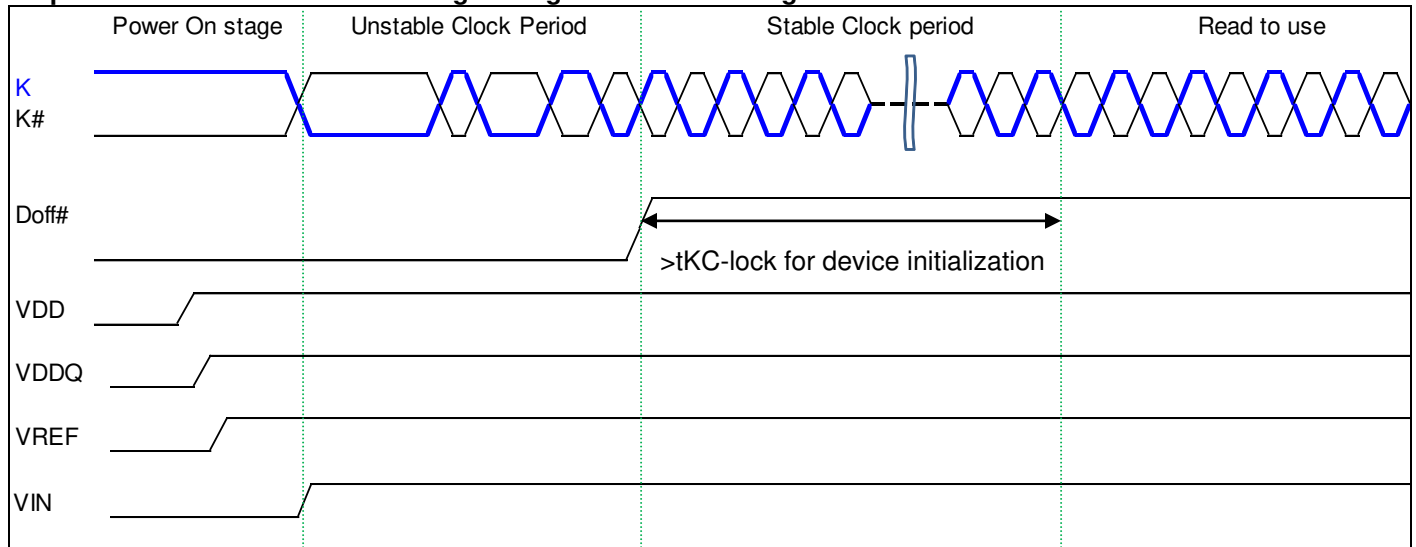 Power On stage Unstable Clock Period Stable Clock period Read to use
K
K#
Doff#
>tKC-lock for device initialization
VDD
VDDQ
VREF
VIN